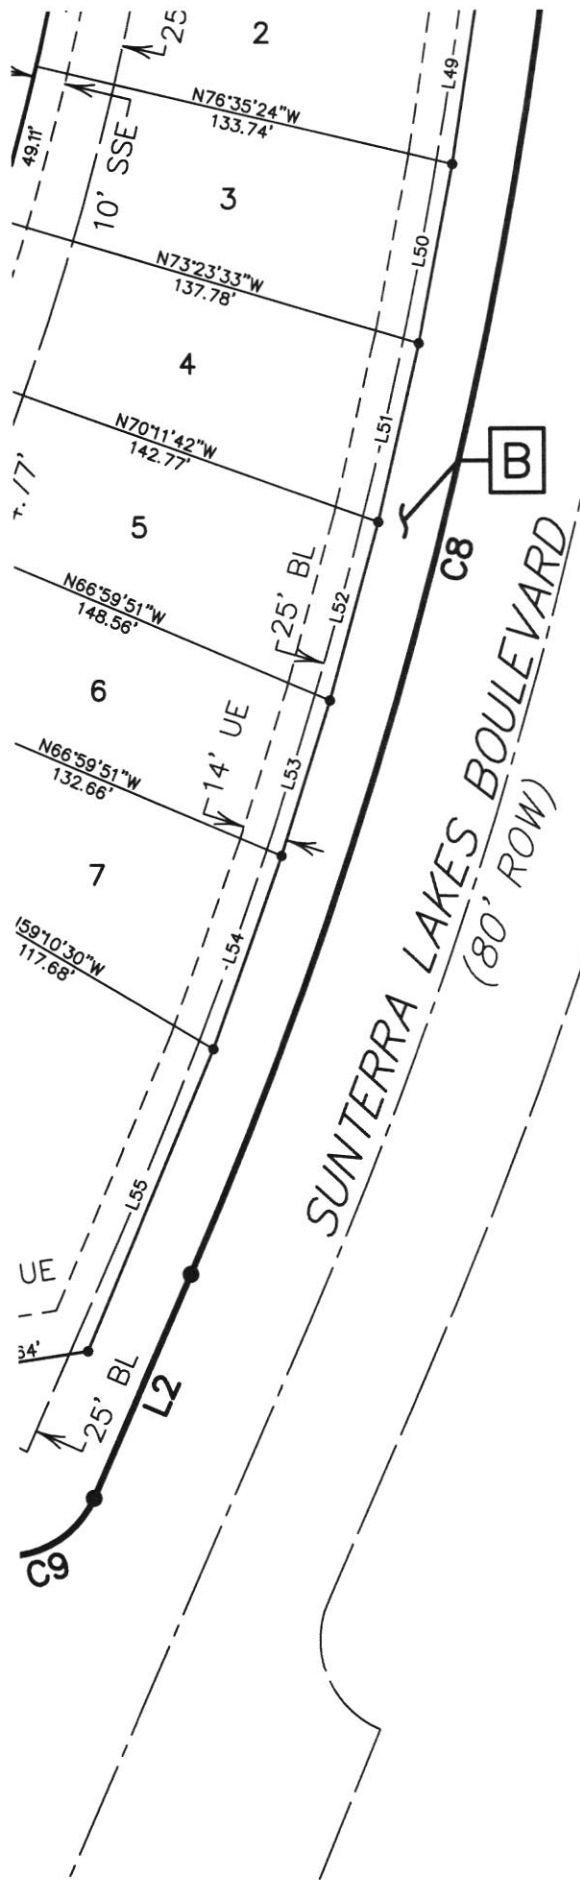 2
L25
L49
N76°35'24"W
133.74'
49.11'
10' SSE
3
L50
N73°23'33"W
137.78'
4
L51
N70°11'42"W
142.77'
B
C8
5
25' BL
L52
N66°59'51"W
148.56'
6
14' UE
L53
N66°59'51"W
132.66'
7
L54
59°10'30"W
117.68'
SUNTERRA LAKES BOULEVARD
(80' ROW)
L55
UE
64'
25' BL
L2
C9